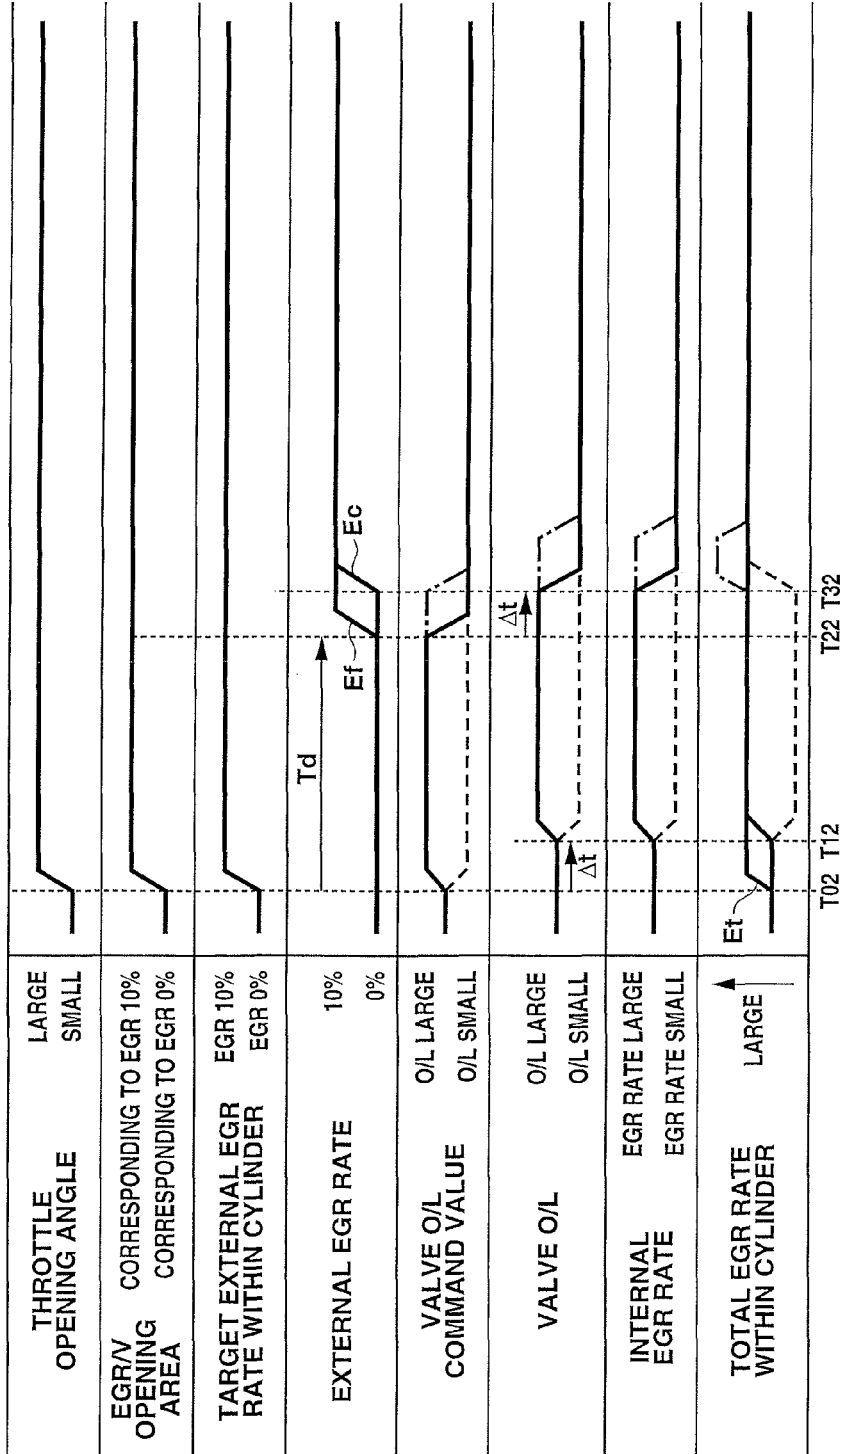 THROTTLE
OPENING ANGLE
LARGE
SMALL
EGR/V
OPENING
AREA
CORRESPONDING TO EGR 10%
CORRESPONDING TO EGR 0%
TARGET EXTERNAL EGR
RATE WITHIN CYLINDER
EGR 10%
EGR 0%
EXTERNAL EGR RATE
10%
0%
Td
Ef
Ec
VALVE O/L
COMMAND VALUE
O/L LARGE
O/L SMALL
VALVE O/L
O/L LARGE
O/L SMALL
Δt
Δt
INTERNAL
EGR RATE
EGR RATE LARGE
EGR RATE SMALL
TOTAL EGR RATE
WITHIN CYLINDER
LARGE
Et
T02 T12 T22 T32